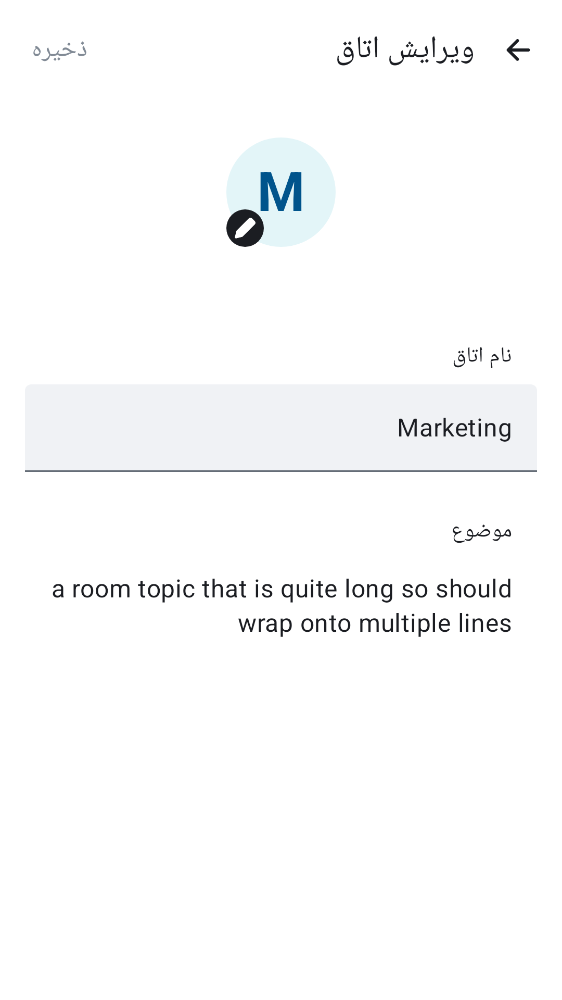 ویرایش اتاق
ذخیره
M
نام اتاق
Marketing
موضوع
a room topic that is quite long so should
wrap onto multiple lines